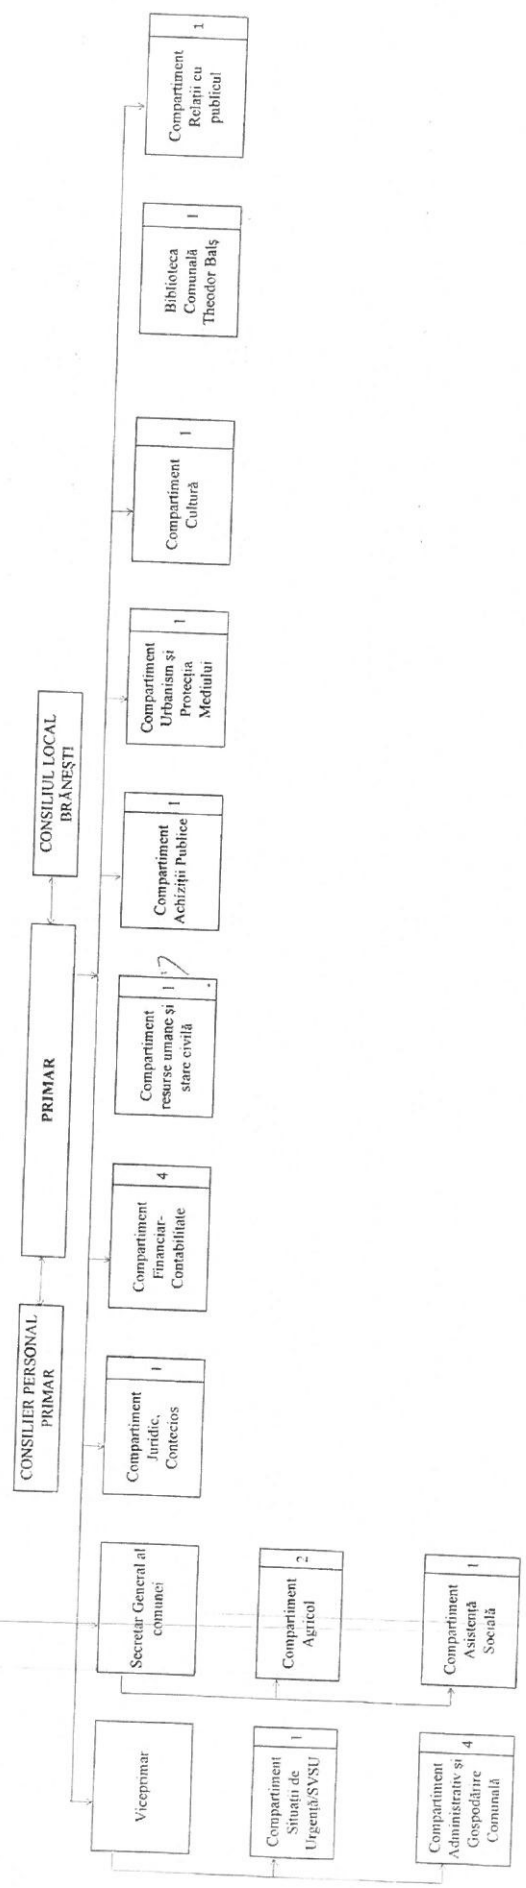 CONSILIER PERSONAL
PRIMAR
PRIMAR
CONSILIUL LOCAL
BRĂNEȘTI
Viceprimar
Secretar General al
comunei
Compartiment
Juridic,
Contecios
1
Compartiment
Financiar-
Contabilitate
4
Compartiment
resurse umane și
stare civilă
1
Compartiment
Achiziții Publice
1
Compartiment
Urbanism și
Protecția
Mediului
1
Compartiment
Cultură
1
Biblioteca
Comunală
Theodor Balș
1
Compartiment
Relații cu
publicul
1
Compartiment
Situații de
Urgență/SVSU
1
Compartiment
Agricol
2
Compartiment
Administrativ și
Gospodărire
Comunală
4
Compartiment
Asistență
Socială
1